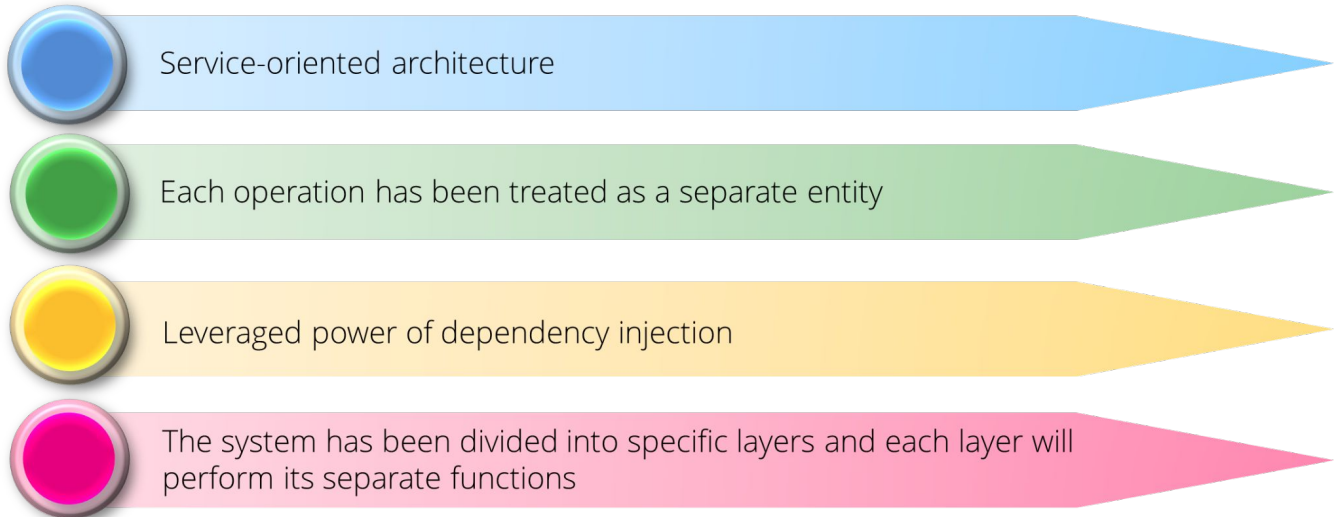 Service-oriented architecture
Each operation has been treated as a separate entity
Leveraged power of dependency injection
The system has been divided into specific layers and each layer will
perform its separate functions